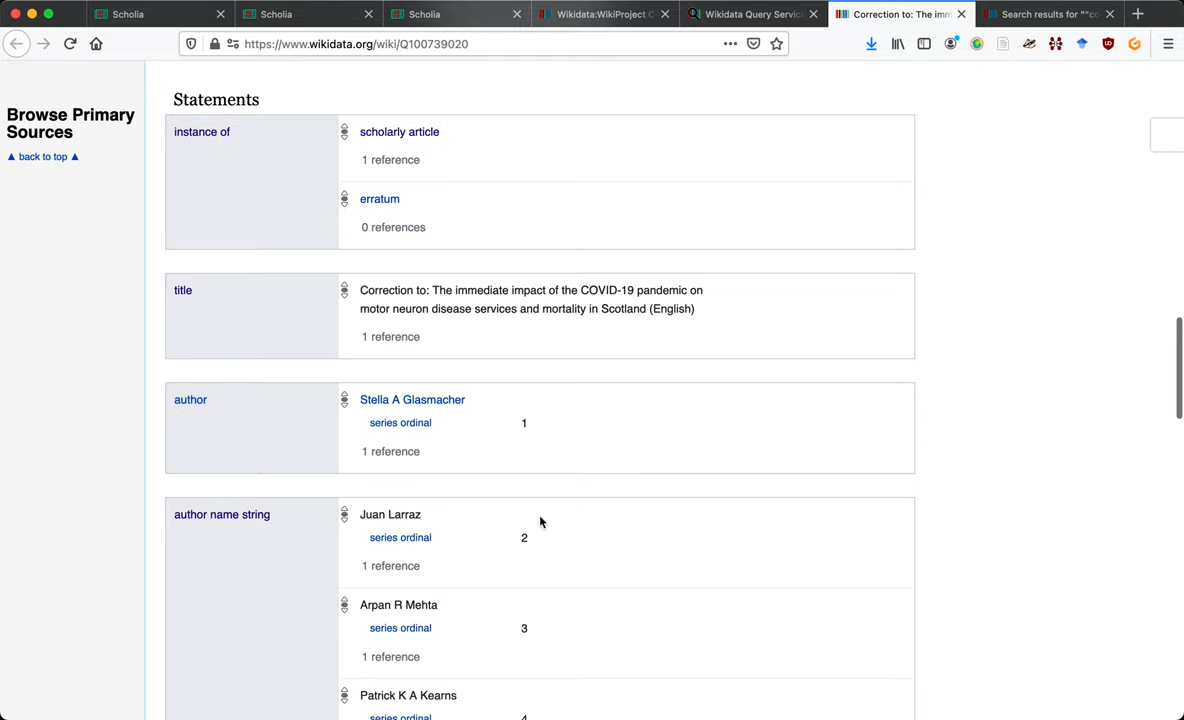 Scholia
Scholia
Scholia
Wikidata:WikiProject
Wikidata Query Servic
Correction to: The imm
Search results for ""co
https://www.wikidata.org/wiki/Q100739020
Browse Primary
Sources
▲ back to top ▲
Statements
instance of
scholarly article
1 reference
erratum
0 references
title
Correction to: The immediate impact of the COVID-19 pandemic on
motor neuron disease services and mortality in Scotland (English)
1 reference
author
Stella A Glasmacher
series ordinal 1
1 reference
author name string
Juan Larraz
series ordinal 2
1 reference
Arpan R Mehta
series ordinal 3
1 reference
Patrick K A Kearns
series ordinal 4